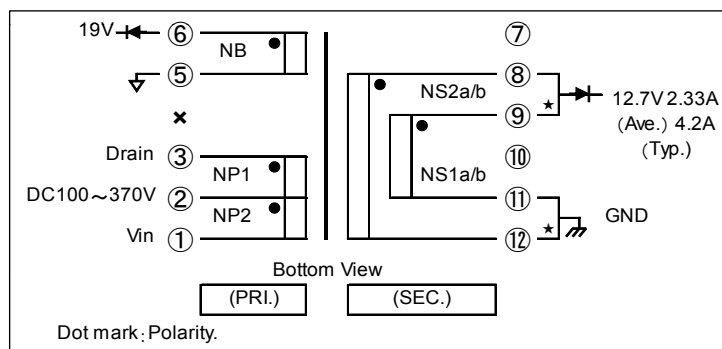 19V ⑥ NB ⑦
⑤ ⑧ NS2a/b
⑨ ★ 12.7V 2.33A
(Ave.) 4.2A
(Typ.)
Drain ③ NP1 ⑩
DC100～370V ② NP2 NS1a/b ⑪
GND
Vin ① ⑫ ★
Bottom View
(PRI.) (SEC.)
Dot mark:Polarity.